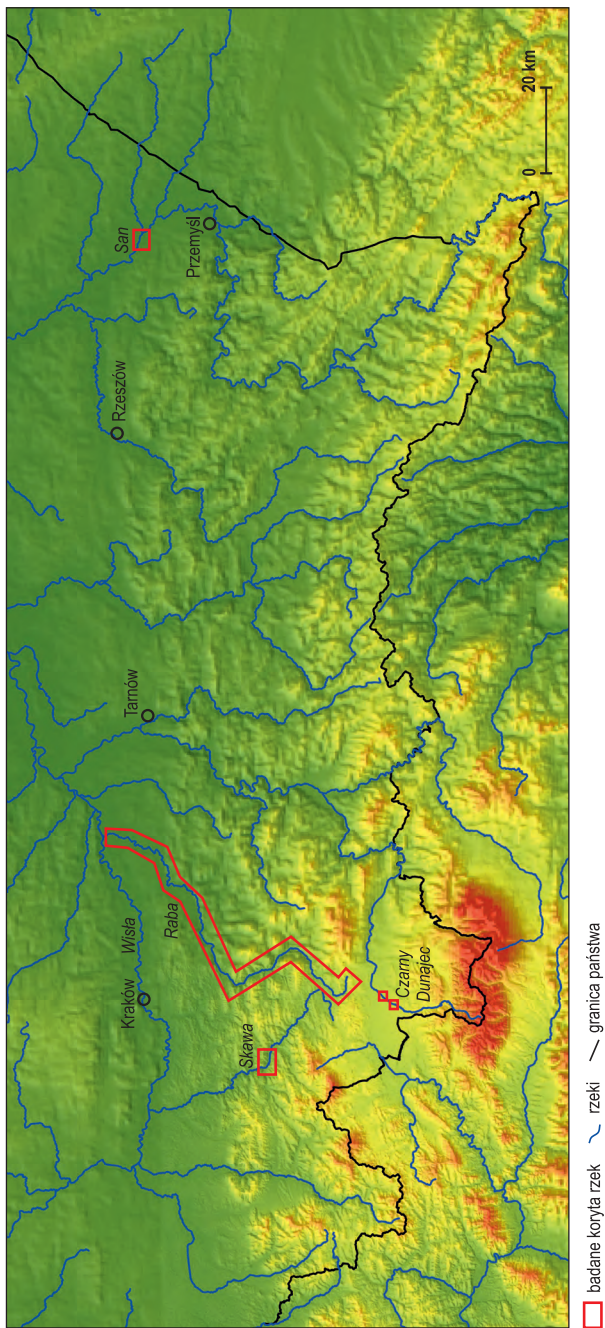 San
Przemyśl
Rzeszów
Tarnów
Kraków
Wisła
Raba
Skawa
Czarny
Dunajec
0 20 km
badane koryta rzek
rzeki
granica państwa